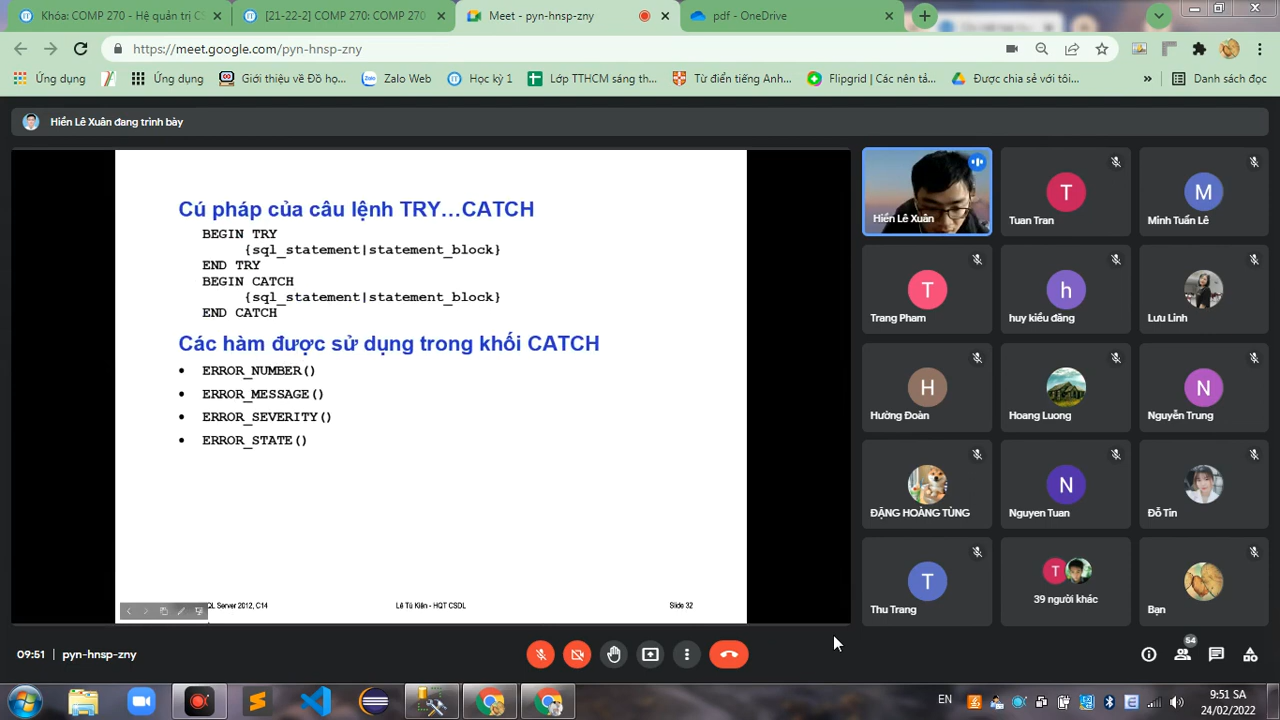 Khóa: COMP 270 - Hệ quản trị CS
[21-22-2] COMP 270: COMP 270
Meet - pyn-hnsp-zny
pdf - OneDrive
https://meet.google.com/pyn-hnsp-zny
Ứng dụng
Ứng dụng
Giới thiệu về Đồ họ...
Zalo Web
Học kỳ 1
Lớp TTHCM sáng th...
Từ điển tiếng Anh...
Flipgrid | Các nền tả...
Được chia sẻ với tôi...
»
Danh sách đọc
Hiển Lê Xuân đang trình bày
Cú pháp của câu lệnh TRY...CATCH
BEGIN TRY
{sql_statement|statement_block}
END TRY
BEGIN CATCH
{sql_statement|statement_block}
END CATCH
Các hàm được sử dụng trong khối CATCH
• ERROR_NUMBER()
• ERROR_MESSAGE()
• ERROR_SEVERITY()
• ERROR_STATE()
QL Server 2012, C14
Lê Tú Kiên - HQT CSDL
Slide 32
Hiển Lê Xuân
T
Tuan Tran
M
Minh Tuấn Lê
T
Trang Pham
h
huy kiều đăng
Lưu Linh
H
Hường Đoàn
Hoang Luong
N
Nguyễn Trung
ĐẶNG HOÀNG TÙNG
N
Nguyen Tuan
Đỗ Tín
T
Thu Trang
T
39 người khác
Bạn
09:51
pyn-hnsp-zny
54
EN
9:51 SA
24/02/2022